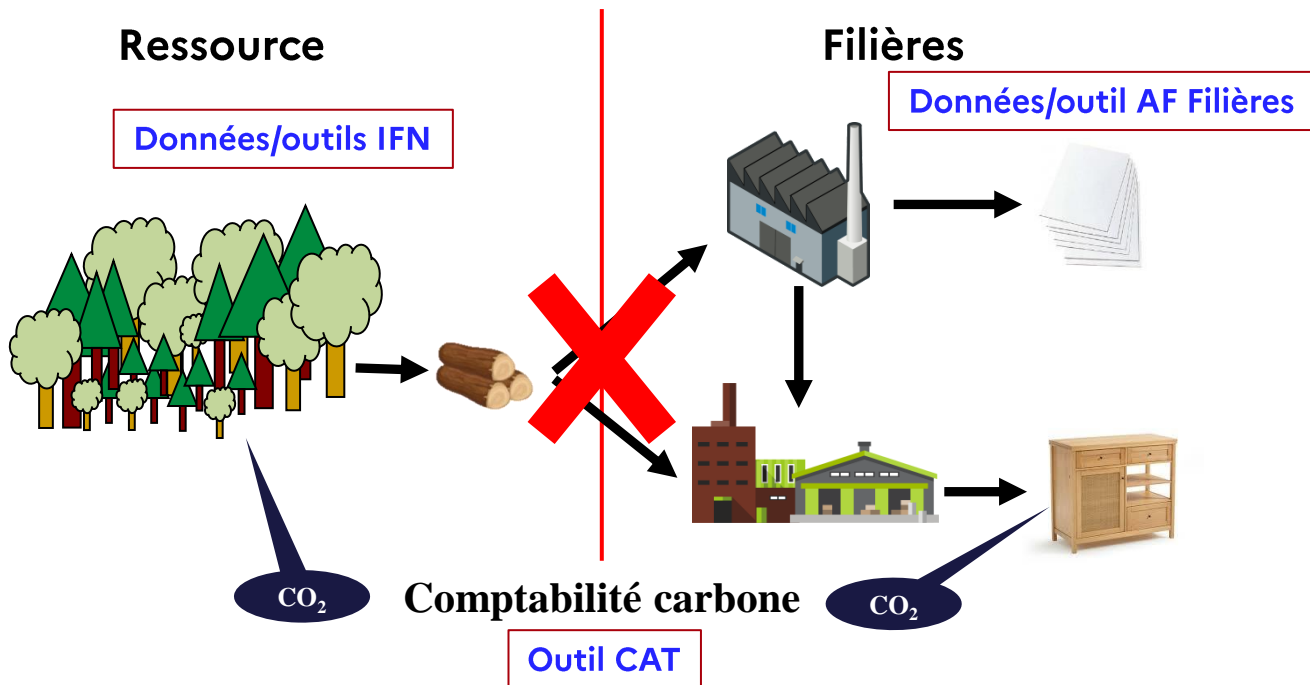 Ressource
Filières
Données/outil AF Filières
Données/outils IFN
CO₂
Comptabilité carbone
CO₂
Outil CAT